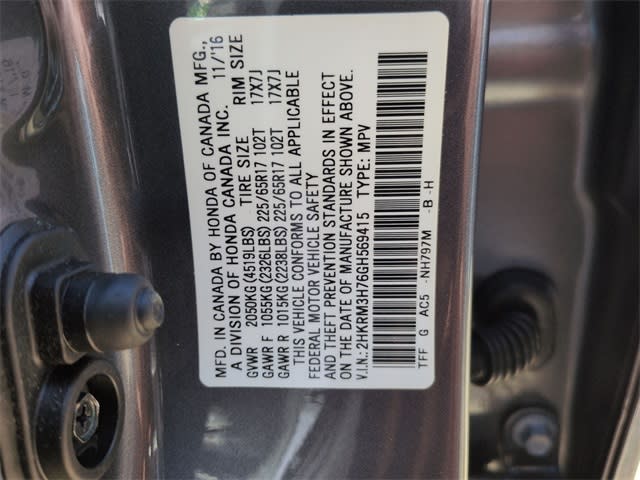 MFD. IN CANADA BY HONDA OF CANADA MFG.,
A DIVISION OF HONDA CANADA INC. 11/'16
GVWR 2050KG(4519LBS) TIRE SIZE RIM SIZE
GAWR F 1055KG(2326LBS) 225/65R17 102T 17X7J
GAWR R 1015KG(2238LBS) 225/65R17 102T 17X7J
THIS VEHICLE CONFORMS TO ALL APPLICABLE
FEDERAL MOTOR VEHICLE SAFETY
AND THEFT PREVENTION STANDARDS IN EFFECT
ON THE DATE OF MANUFACTURE SHOWN ABOVE.
V.I.N.: 2HKRM3H76GH569415 TYPE: MPV
TFF G AC5 -NH797M -B -H